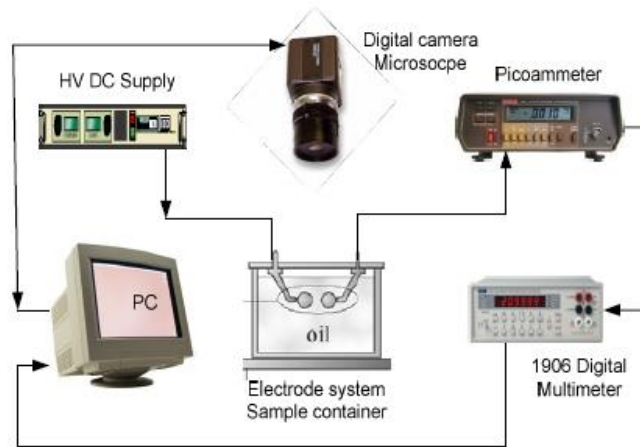 Digital camera
Microsocpe
HV DC Supply
Picoammeter
PC
oil
Electrode system
Sample container
1906 Digital
Multimeter